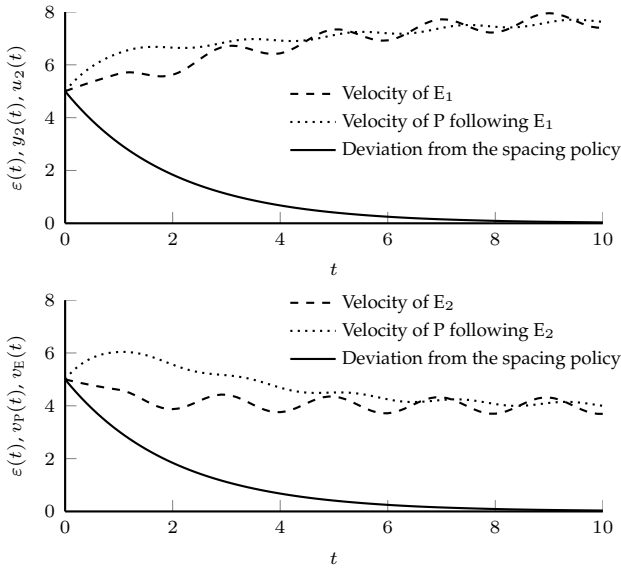 8
6
4
2
0
ε(t), y₂(t), u₂(t)
Velocity of E₁
Velocity of P following E₁
Deviation from the spacing policy
0 2 4 6 8 10
t
8
6
4
2
0
ε(t), v_P(t), v_E(t)
Velocity of E₂
Velocity of P following E₂
Deviation from the spacing policy
0 2 4 6 8 10
t